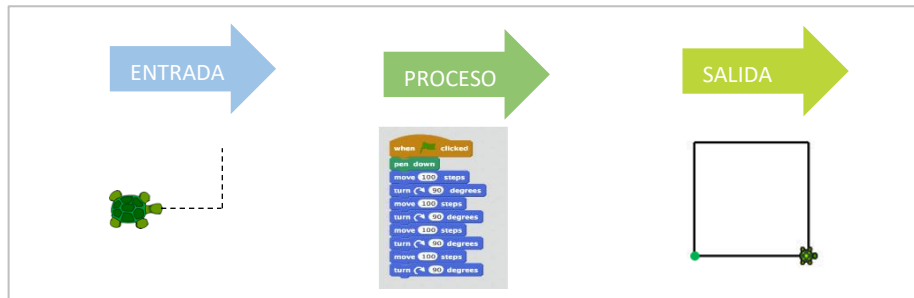 ENTRADA
PROCESO
SALIDA
when clicked
pen down
move 100 steps
turn 90 degrees
move 100 steps
turn 90 degrees
move 100 steps
turn 90 degrees
move 100 steps
turn 90 degrees